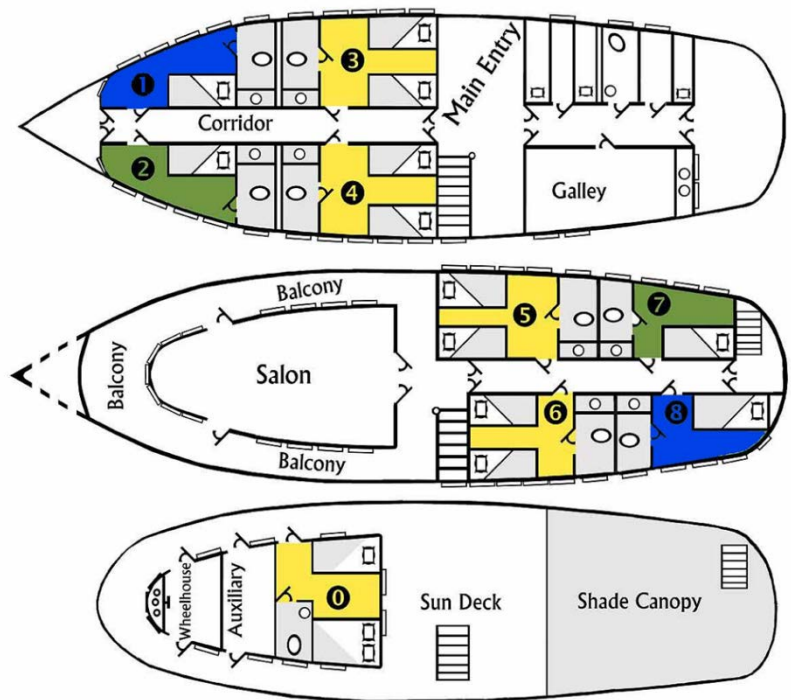 1
3
Main Entry
Corridor
2
4
Galley
Balcony
5
7
Balcony
Salon
6
8
Balcony
Wheelhouse
Auxiliary
0
Sun Deck
Shade Canopy